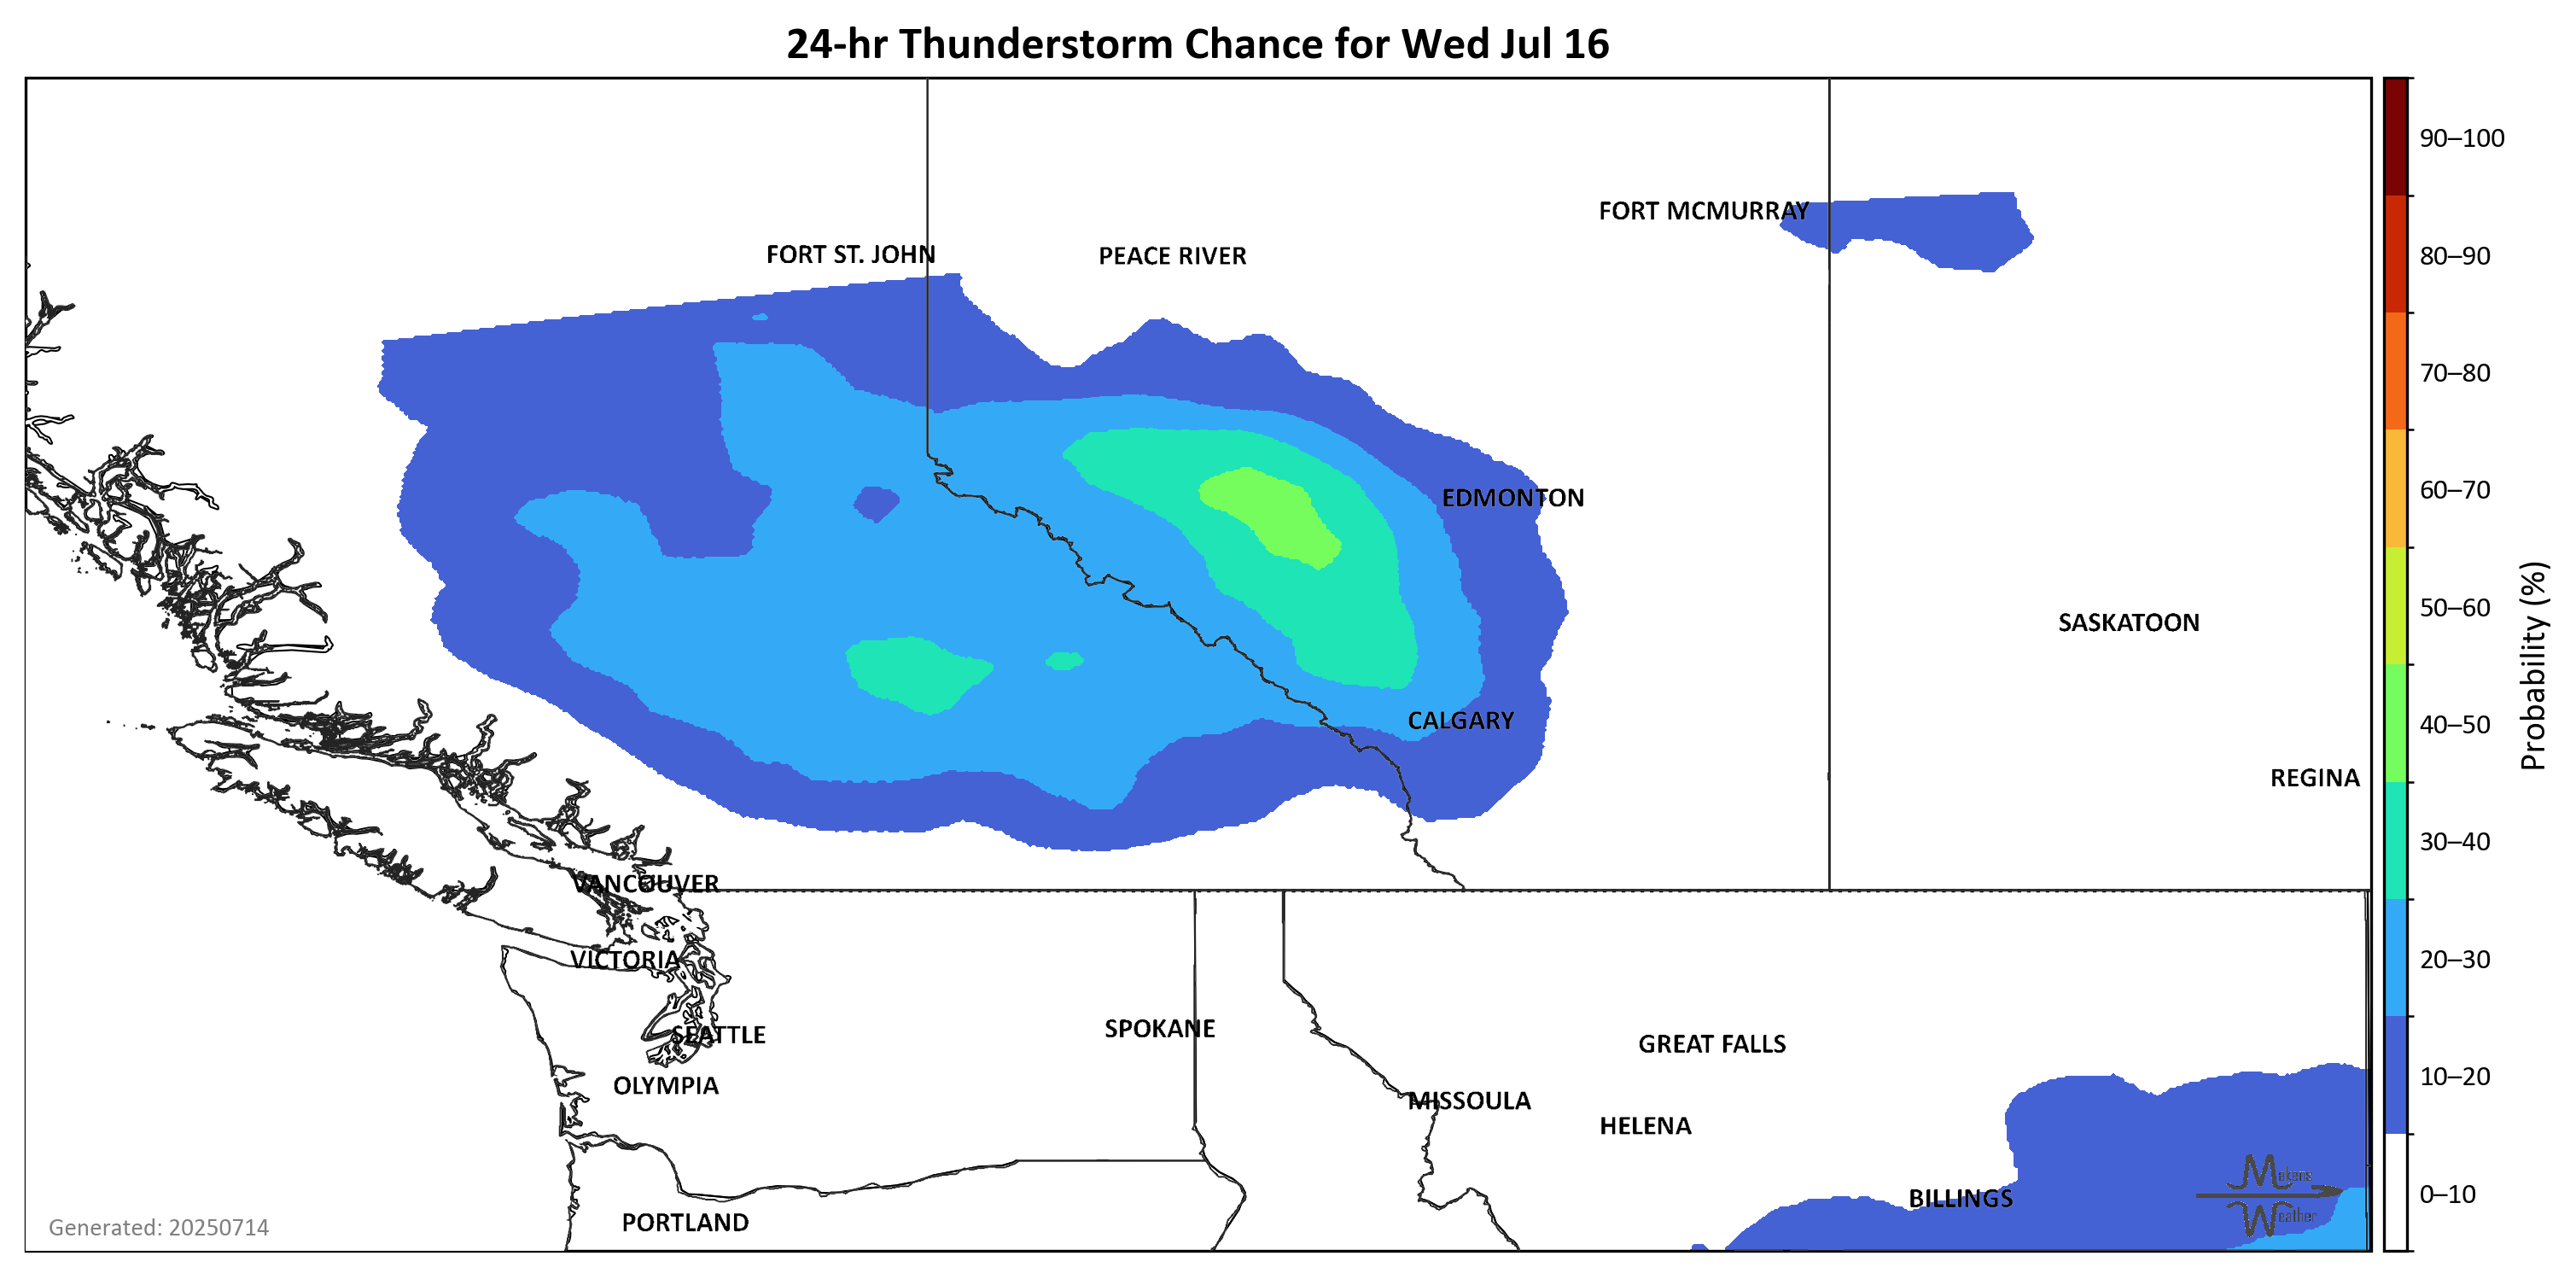 24-hr Thunderstorm Chance for Wed Jul 16
FORT MCMURRAY
FORT ST. JOHN
PEACE RIVER
EDMONTON
SASKATOON
CALGARY
REGINA
VANCOUVER
VICTORIA
SEATTLE
SPOKANE
GREAT FALLS
OLYMPIA
MISSOULA
HELENA
BILLINGS
PORTLAND
Mekens
Weather
Generated: 20250714
90–100
80–90
70–80
60–70
50–60
40–50
30–40
20–30
10–20
0–10
Probability (%)